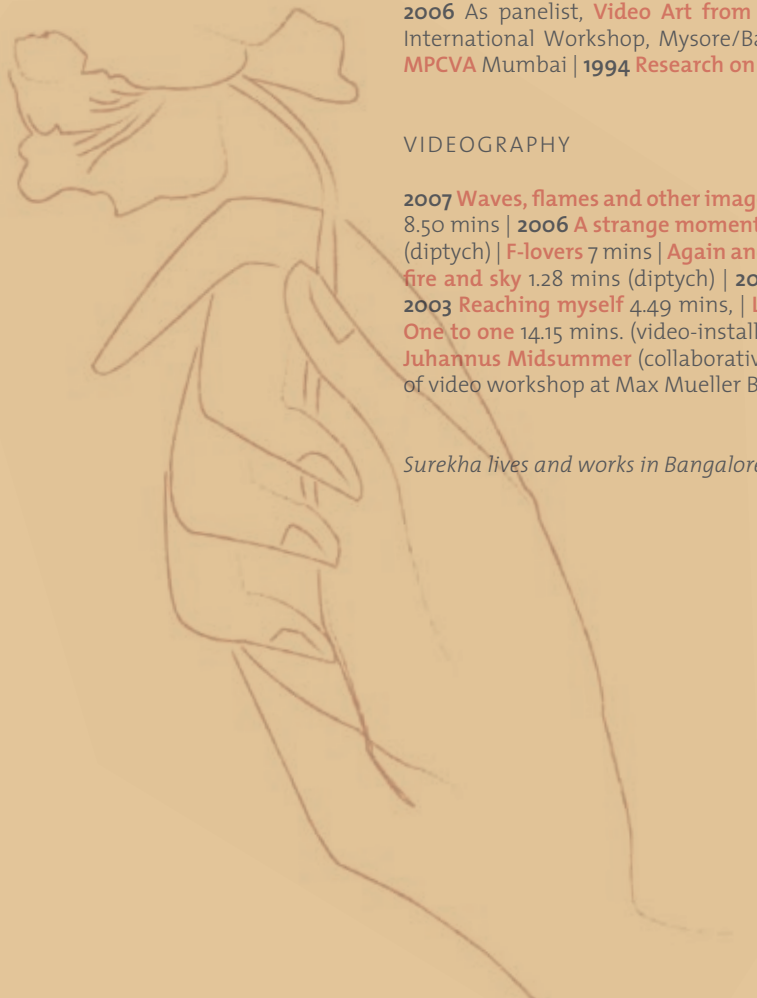 2006 As panelist, Video Art from
International Workshop, Mysore/Ba
MPCVA Mumbai | 1994 Research on
VIDEOGRAPHY
2007 Waves, flames and other imag
8.50 mins | 2006 A strange moment
(diptych) | F-lovers 7 mins | Again an
fire and sky 1.28 mins (diptych) | 20
2003 Reaching myself 4.49 mins, | L
One to one 14.15 mins. (video-install
Juhannus Midsummer (collaborativ
of video workshop at Max Mueller B
Surekha lives and works in Bangalore